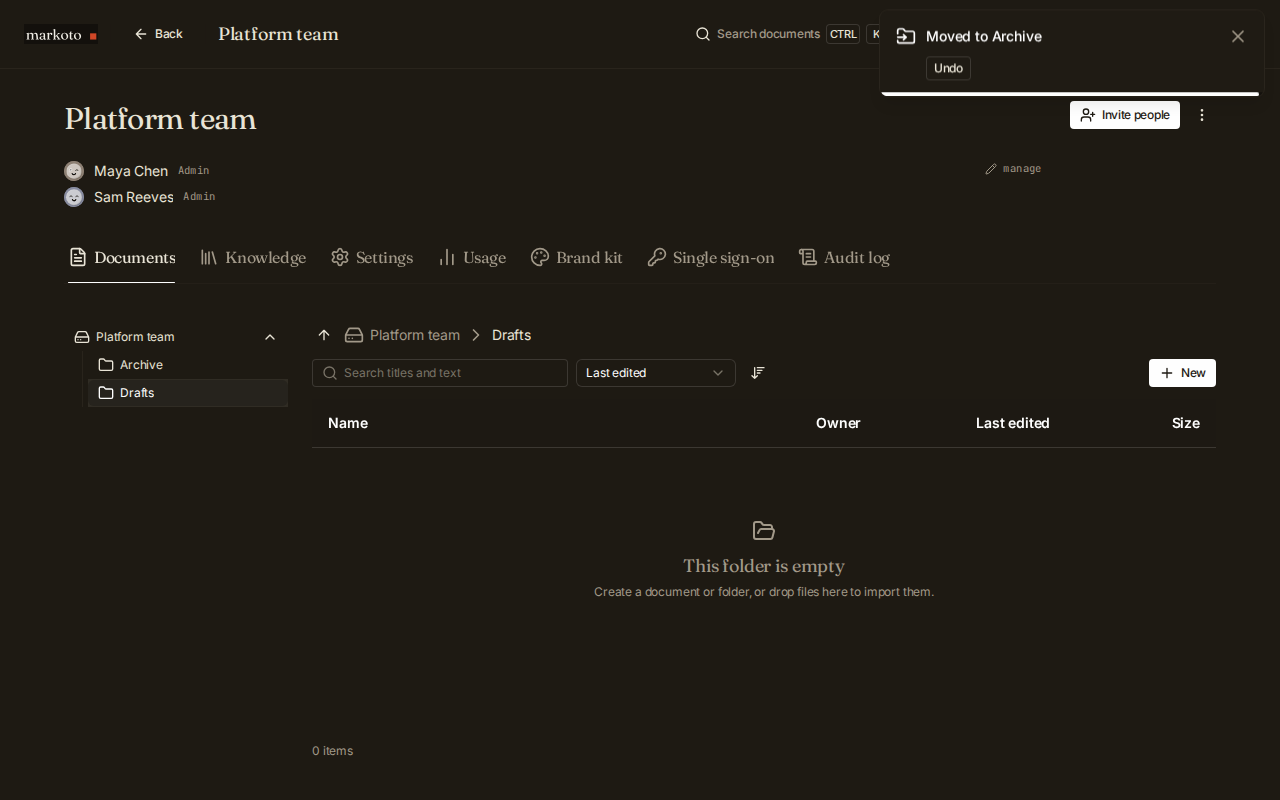 markoto
Back
Platform team
Search documents CTRL
Moved to Archive
Undo
Platform team
Invite people
Maya Chen Admin
manage
Sam Reeves Admin
Documents Knowledge Settings Usage Brand kit Single sign-on Audit log
Platform team
Archive
Drafts
Platform team Drafts
Search titles and text
Last edited
New
Name Owner Last edited Size
This folder is empty
Create a document or folder, or drop files here to import them.
0 items